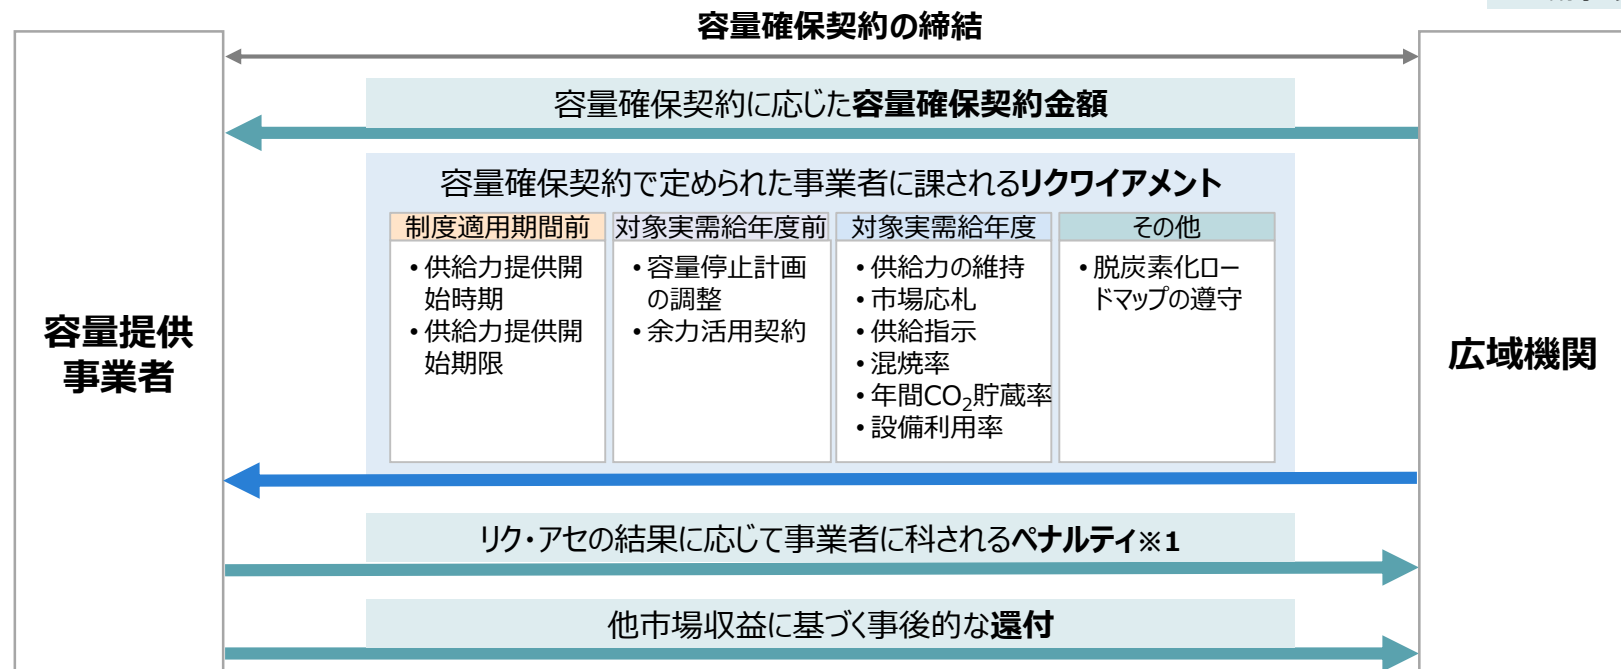 容量確保契約の締結
容量確保契約に応じた容量確保契約金額
容量確保契約で定められた事業者に課されるリクワイアメント
制度適用期間前
・供給力提供開
始時期
・供給力提供開
始期限
対象実需給年度前
・容量停止計画
の調整
・余力活用契約
対象実需給年度
・供給力の維持
・市場応札
・供給指示
・混焼率
・年間CO₂貯蔵率
・設備利用率
その他
・脱炭素化ロー
ドマップの遵守
容量提供
事業者
広域機関
リク・アセの結果に応じて事業者に科されるペナルティ※1
他市場収益に基づく事後的な還付